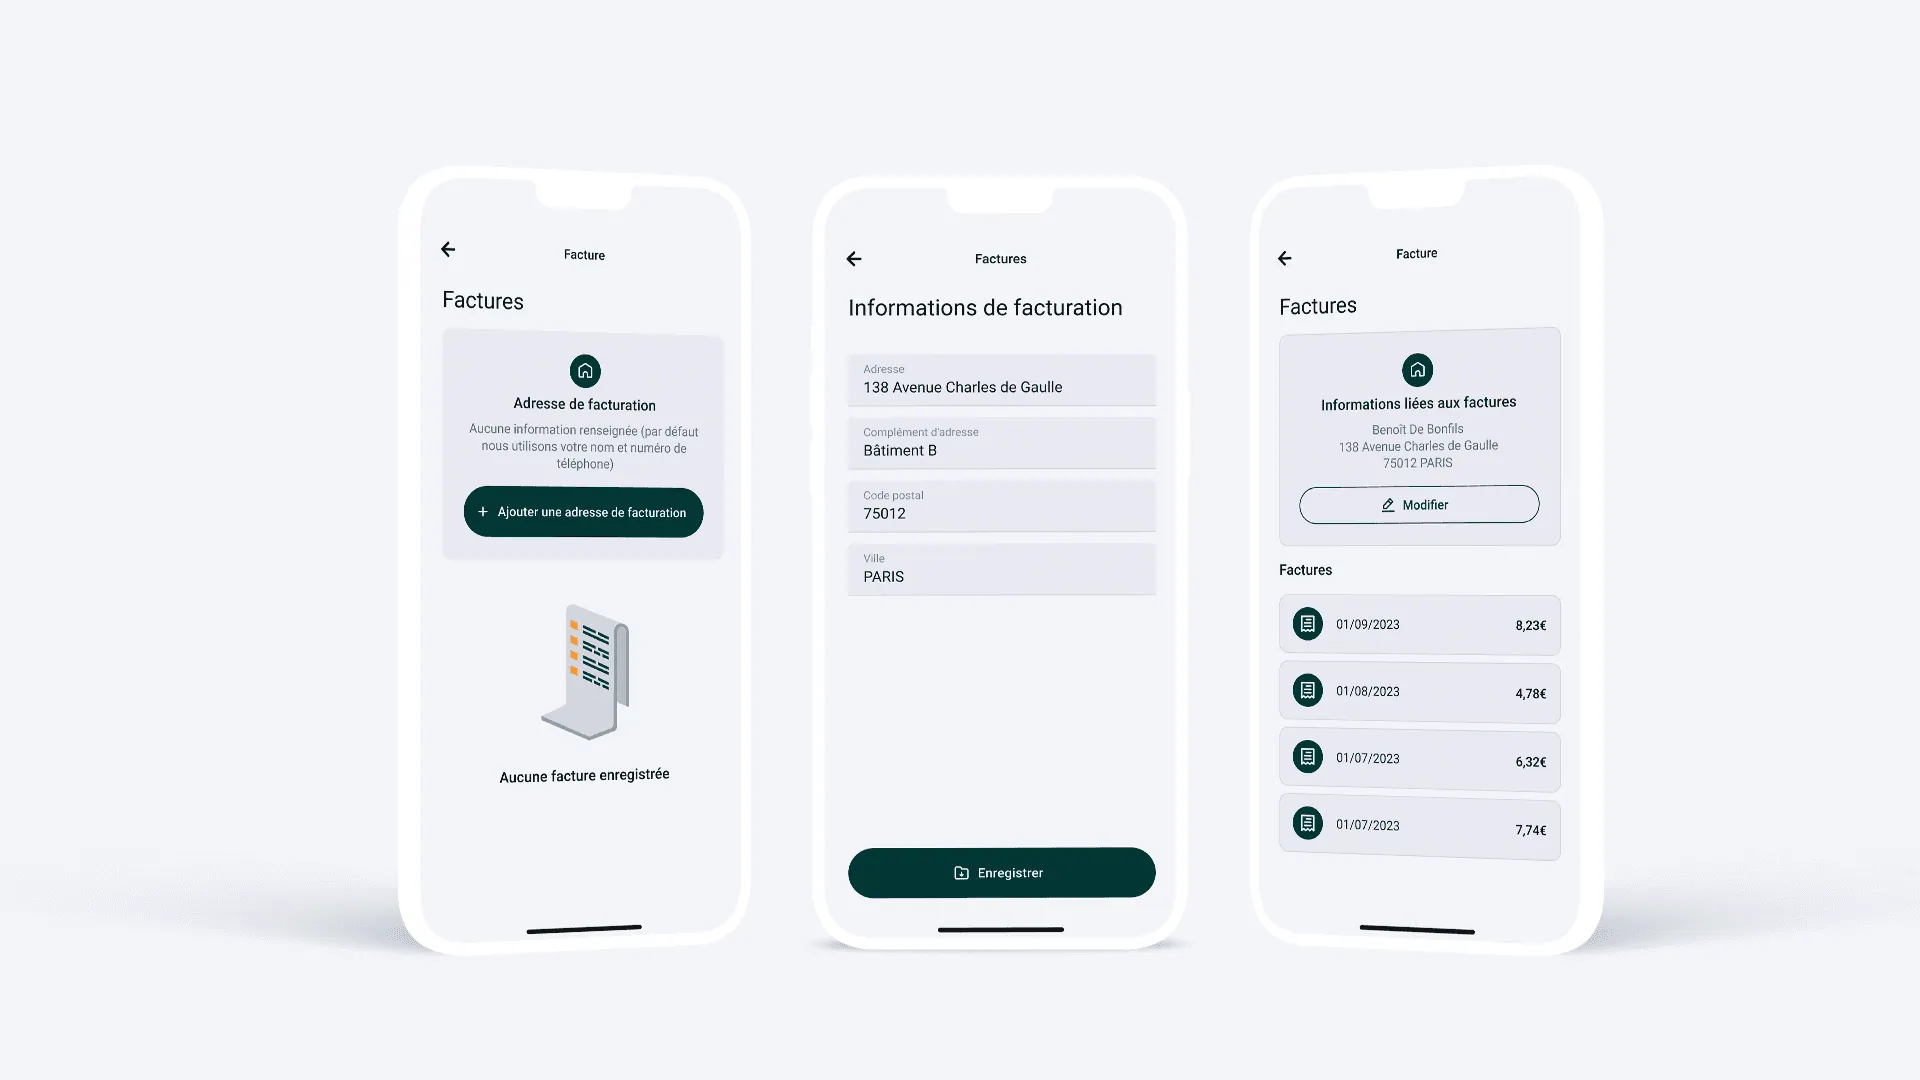 Facture
Factures
Adresse de facturation
Aucune information renseignée (par défaut
nous utilisons votre nom et numéro de
téléphone)
+ Ajouter une adresse de facturation
Aucune facture enregistrée
Factures
Informations de facturation
Adresse
138 Avenue Charles de Gaulle
Complément d'adresse
Bâtiment B
Code postal
75012
Ville
PARIS
Enregistrer
Facture
Factures
Informations liées aux factures
Benoît De Bonfils
138 Avenue Charles de Gaulle
75012 PARIS
Modifier
Factures
01/09/2023 8,23€
01/08/2023 4,78€
01/07/2023 6,32€
01/07/2023 7,74€